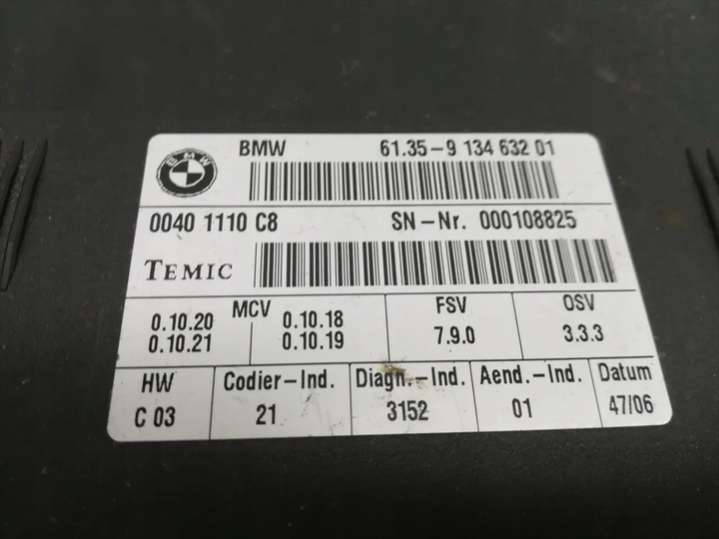 BMW
BMW 61.35-9 134 632 01
0040 1110 C8 SN-Nr. 000108825
TEMIC
MCV FSV OSV
0.10.20 0.10.18 7.9.0 3.3.3
0.10.21 0.10.19
HW Codier-Ind. Diagn.-Ind. Aend.-Ind. Datum
C 03 21 3152 01 47/06